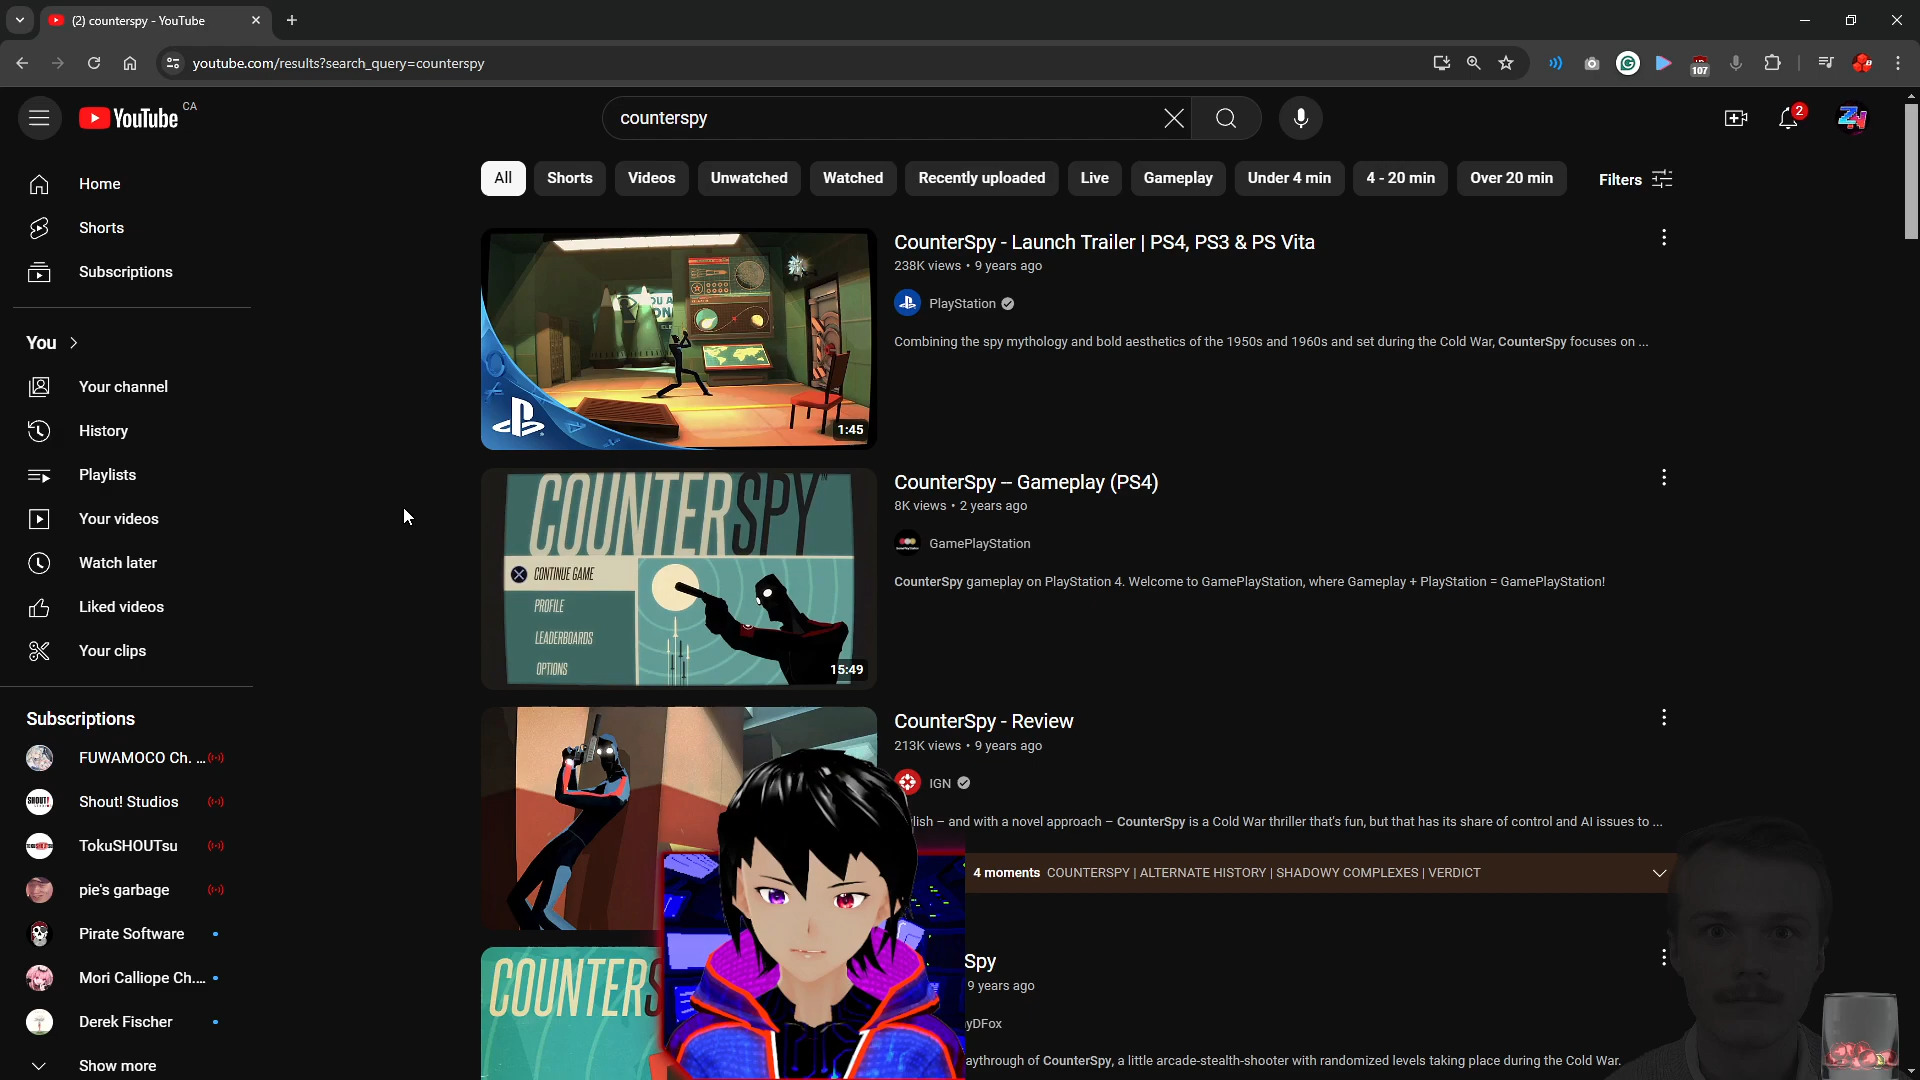 (2) counterspy - YouTube
youtube.com/results?search_query=counterspy
107
YouTube CA
counterspy
2
Home
Shorts
Subscriptions
You
Your channel
History
Playlists
Your videos
Watch later
Liked videos
Your clips
Subscriptions
FUWAMOCO Ch. ...
Shout! Studios
TokuSHOUTsu
pie's garbage
Pirate Software
Mori Calliope Ch....
Derek Fischer
Show more
All Shorts Videos Unwatched Watched Recently uploaded Live Gameplay Under 4 min 4 - 20 min Over 20 min Filters
1:45
CounterSpy - Launch Trailer | PS4, PS3 & PS Vita
238K views • 9 years ago
PlayStation
Combining the spy mythology and bold aesthetics of the 1950s and 1960s and set during the Cold War, CounterSpy focuses on ...
COUNTERSPY
CONTINUE GAME
PROFILE
LEADERBOARDS
OPTIONS
15:49
CounterSpy -- Gameplay (PS4)
8K views • 2 years ago
GamePlayStation
CounterSpy gameplay on PlayStation 4. Welcome to GamePlayStation, where Gameplay + PlayStation = GamePlayStation!
CounterSpy - Review
213K views • 9 years ago
IGN
– and with a novel approach – CounterSpy is a Cold War thriller that's fun, but that has its share of control and AI issues to ...
4 moments COUNTERSPY | ALTERNATE HISTORY | SHADOWY COMPLEXES | VERDICT
COUNTERS
Spy
9 years ago
yDFox
aythrough of CounterSpy, a little arcade-stealth-shooter with randomized levels taking place during the Cold War.